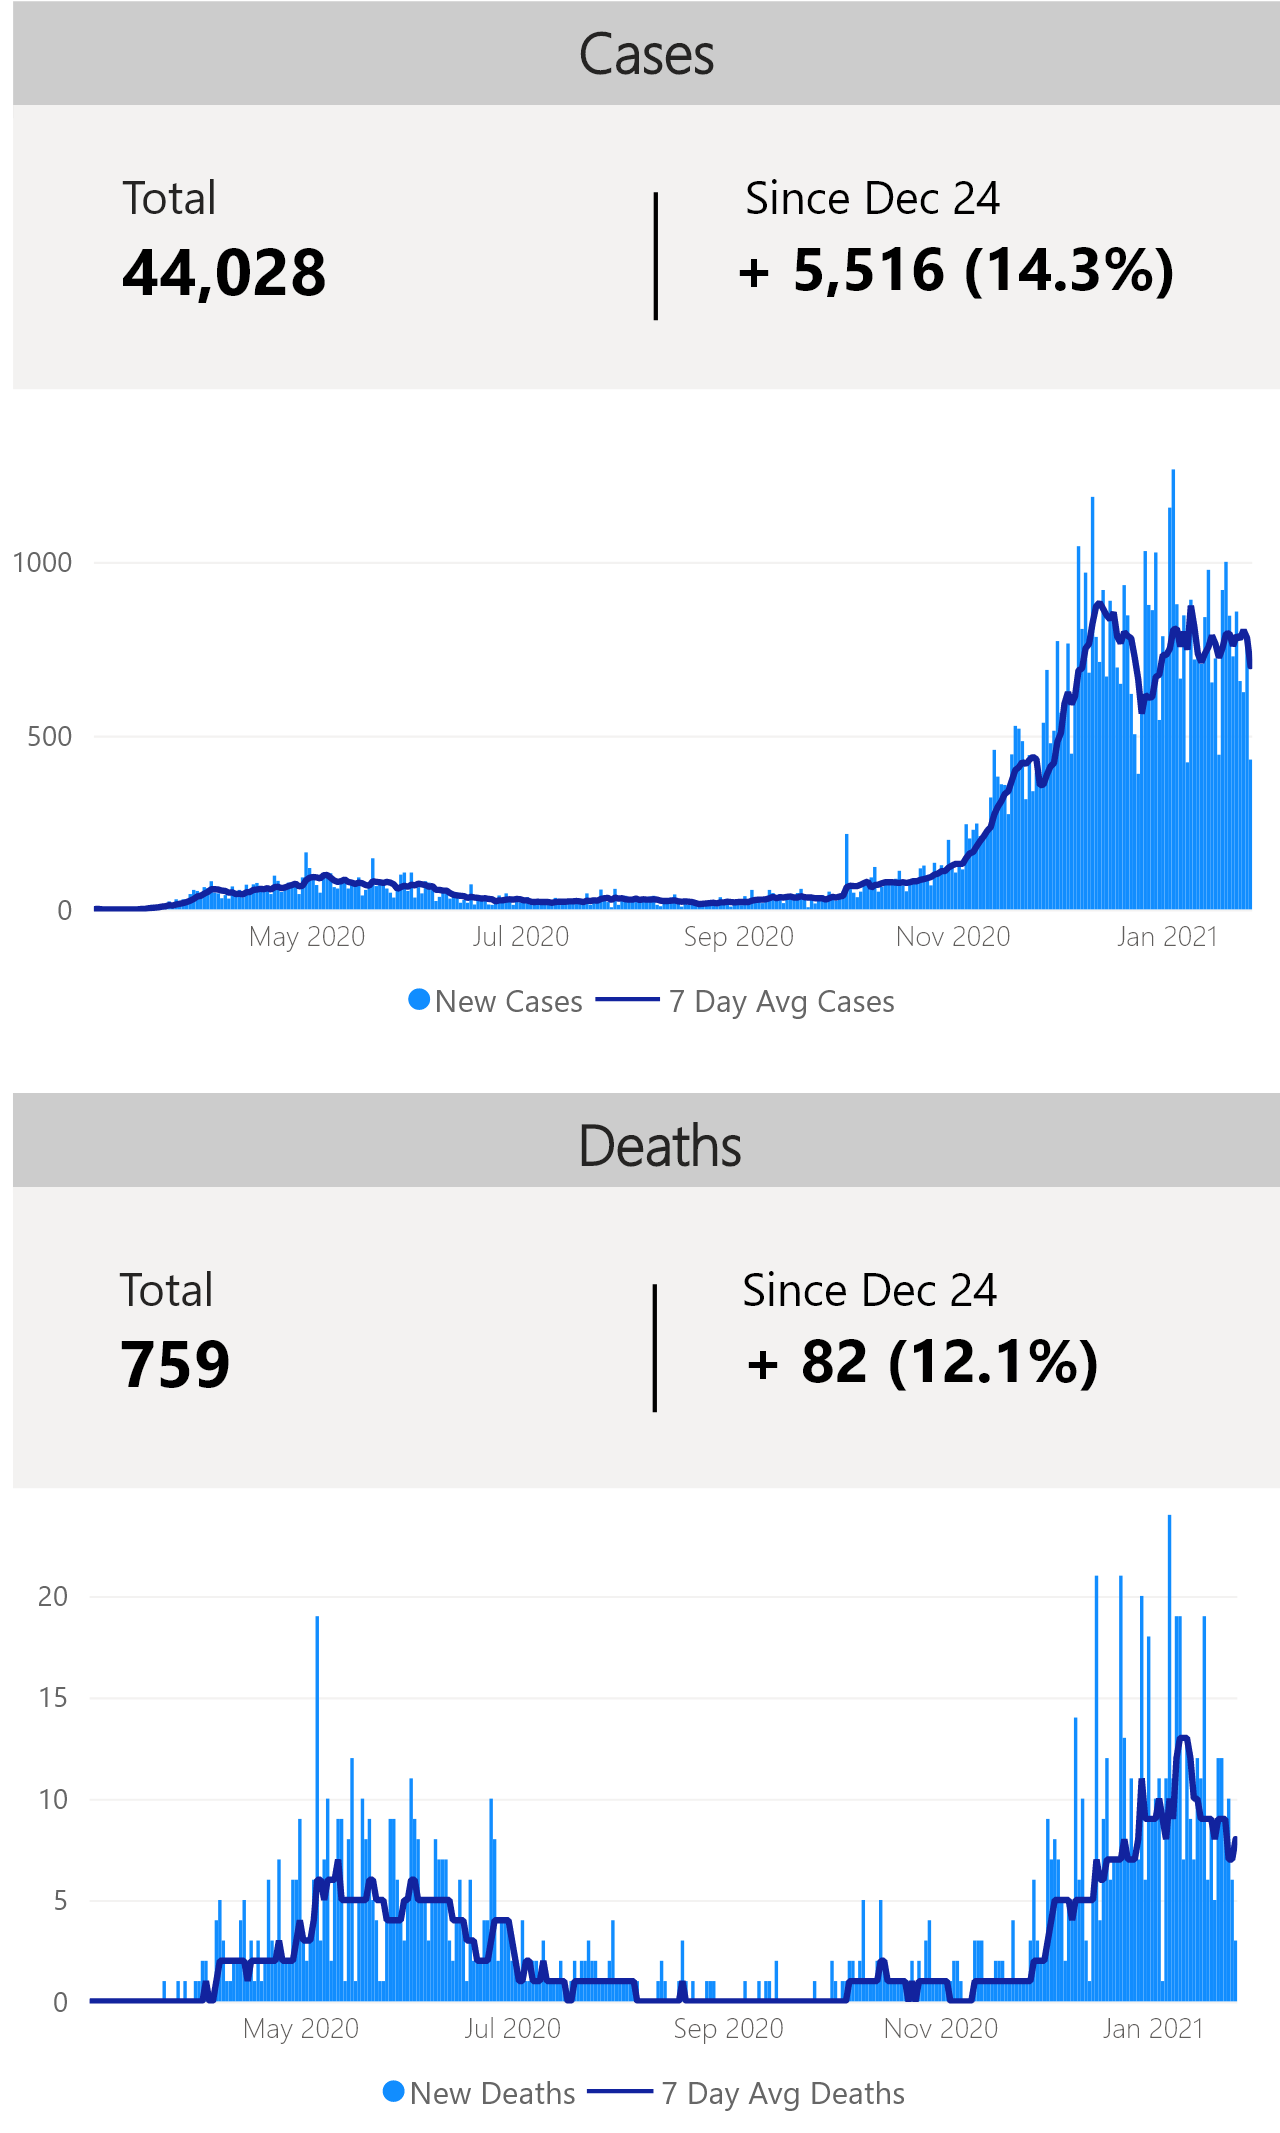 Cases
Total
Since Dec 24
44,028
+ 5,516 (14.3%)
1000
500
0
May 2020
Jul 2020
Sep 2020
Nov 2020
Jan 2021
New Cases
7 Day Avg Cases
Deaths
Total
Since Dec 24
759
+ 82 (12.1%)
20
15
10
5
0
May 2020
Jul 2020
Sep 2020
Nov 2020
Jan 2021
New Deaths
7 Day Avg Deaths